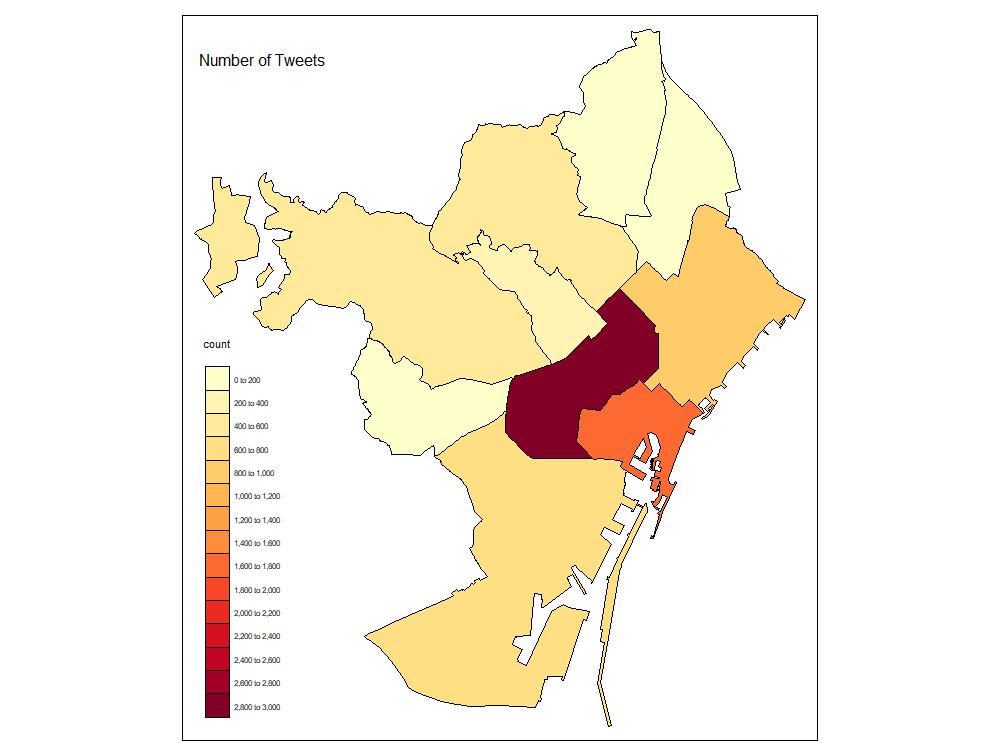 Number of Tweets
count
0 to 200
200 to 400
400 to 600
600 to 800
800 to 1,000
1,000 to 1,200
1,200 to 1,400
1,400 to 1,600
1,600 to 1,800
1,800 to 2,000
2,000 to 2,200
2,200 to 2,400
2,400 to 2,600
2,600 to 2,800
2,800 to 3,000